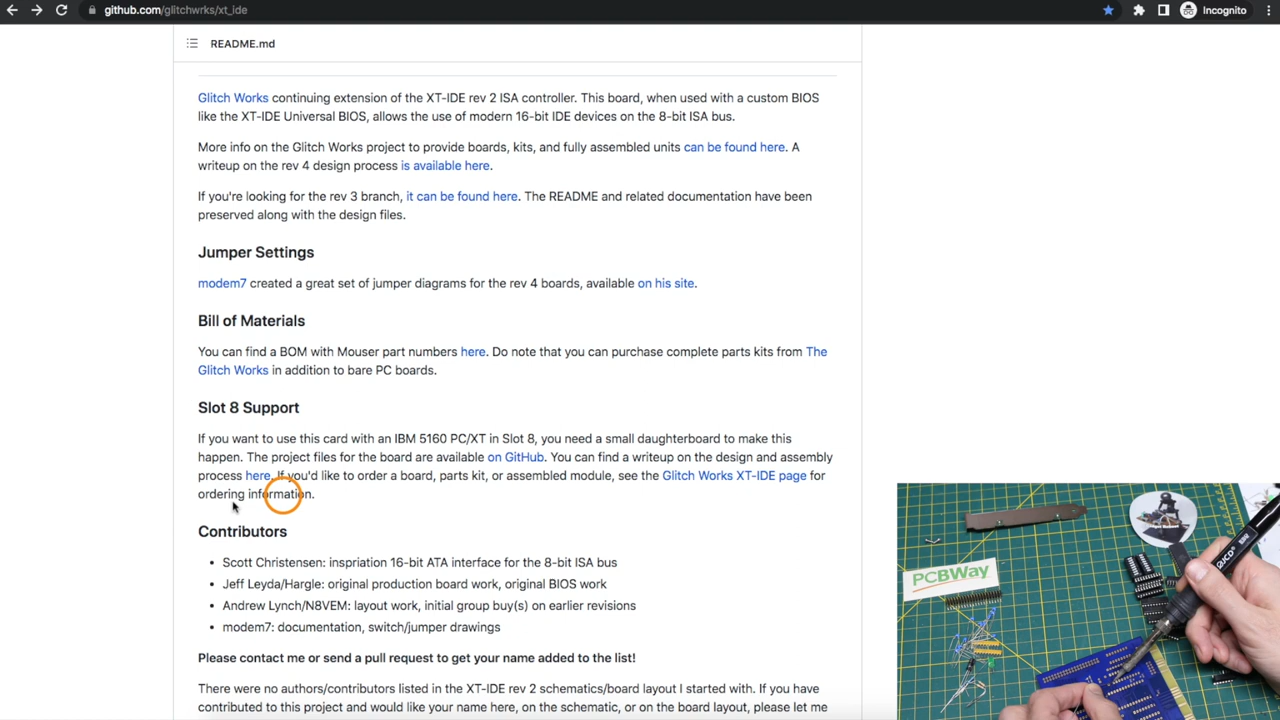 github.com/glitchwrks/xt_ide
Incognito
README.md
Glitch Works continuing extension of the XT-IDE rev 2 ISA controller. This board, when used with a custom BIOS
like the XT-IDE Universal BIOS, allows the use of modern 16-bit IDE devices on the 8-bit ISA bus.
More info on the Glitch Works project to provide boards, kits, and fully assembled units can be found here. A
writeup on the rev 4 design process is available here.
If you're looking for the rev 3 branch, it can be found here. The README and related documentation have been
preserved along with the design files.
Jumper Settings
modem7 created a great set of jumper diagrams for the rev 4 boards, available on his site.
Bill of Materials
You can find a BOM with Mouser part numbers here. Do note that you can purchase complete parts kits from The
Glitch Works in addition to bare PC boards.
Slot 8 Support
If you want to use this card with an IBM 5160 PC/XT in Slot 8, you need a small daughterboard to make this
happen. The project files for the board are available on GitHub. You can find a writeup on the design and assembly
process here. If you'd like to order a board, parts kit, or assembled module, see the Glitch Works XT-IDE page for
ordering information.
Contributors
Scott Christensen: inspriation 16-bit ATA interface for the 8-bit ISA bus
Jeff Leyda/Hargle: original production board work, original BIOS work
Andrew Lynch/N8VEM: layout work, initial group buy(s) on earlier revisions
modem7: documentation, switch/jumper drawings
Please contact me or send a pull request to get your name added to the list!
There were no authors/contributors listed in the XT-IDE rev 2 schematics/board layout I started with. If you have
contributed to this project and would like your name here, on the schematic, or on the board layout, please let me
PCBWay
JCD